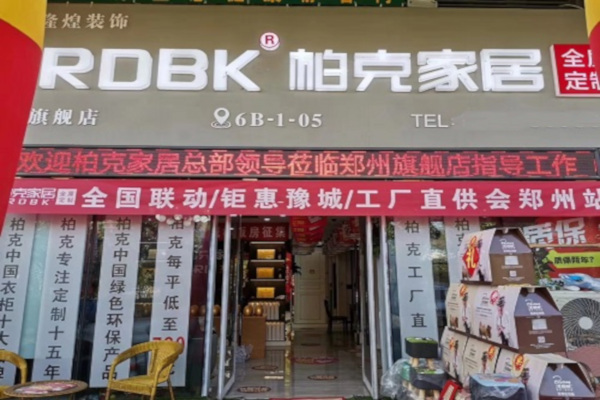 隆煌装饰
RDBK® 柏克家居 全屋定制
旗舰店 6B-1-05 TEL.
欢迎柏克家居总部领导莅临郑州旗舰店指导工作
柏克家居 RDBK 全国联动/钜惠豫城/工厂直供会郑州站
柏克中国衣柜十大
柏克专注定制十五年
柏克中国绿色环保产品
柏克每平低至
柏克工厂直
质保